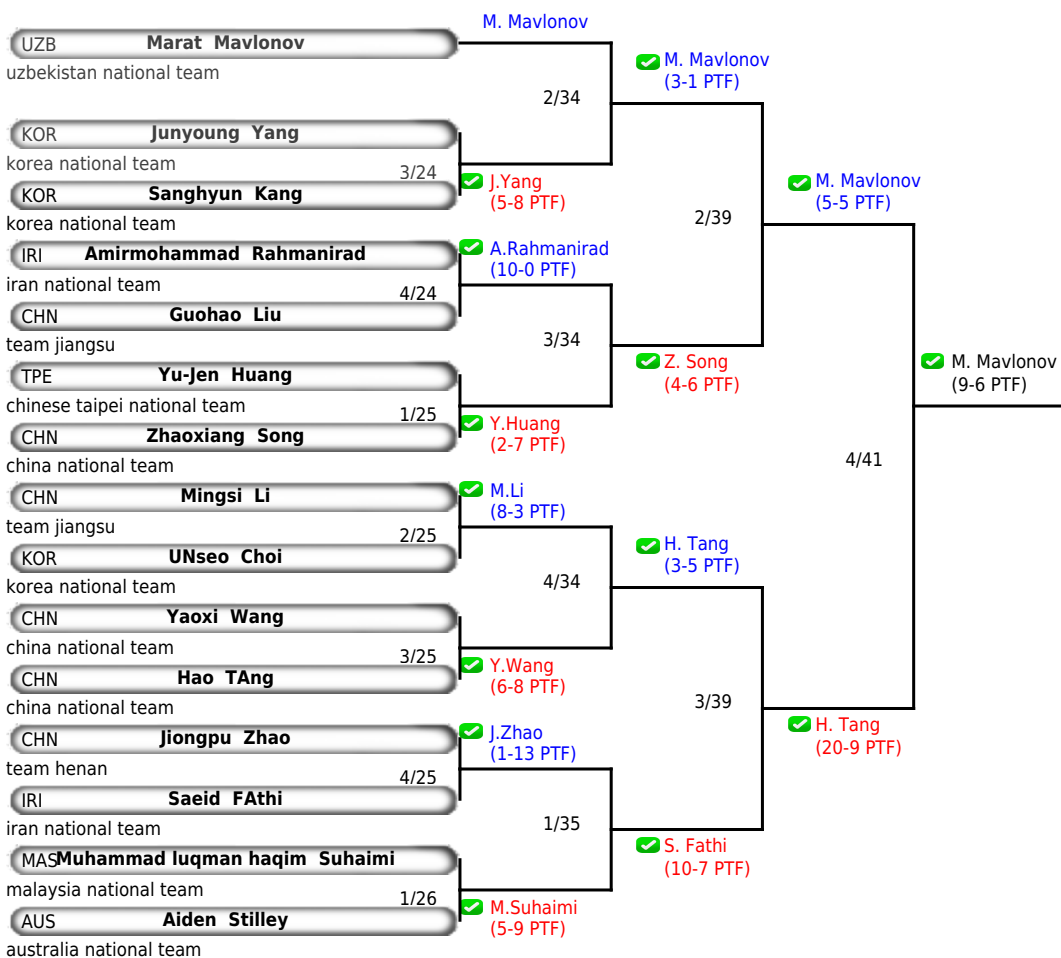 M. Mavlonov
UZB Marat Mavlonov
uzbekistan national team
M. Mavlonov
(3-1 PTF)
2/34
KOR Junyoung Yang
korea national team
3/24
J.Yang
(5-8 PTF)
KOR Sanghyun Kang
korea national team
M. Mavlonov
(5-5 PTF)
2/39
IRI Amirmohammad Rahmanirad
iran national team
A.Rahmanirad
(10-0 PTF)
4/24
CHN Guohao Liu
team jiangsu
3/34
Z. Song
(4-6 PTF)
M. Mavlonov
(9-6 PTF)
TPE Yu-Jen Huang
chinese taipei national team
1/25
Y.Huang
(2-7 PTF)
CHN Zhaoxiang Song
china national team
4/41
CHN Mingsi Li
team jiangsu
M.Li
(8-3 PTF)
2/25
KOR UNseo Choi
korea national team
H. Tang
(3-5 PTF)
4/34
CHN Yaoxi Wang
china national team
3/25
Y.Wang
(6-8 PTF)
CHN Hao TAng
china national team
3/39
H. Tang
(20-9 PTF)
CHN Jiongpu Zhao
team henan
J.Zhao
(1-13 PTF)
4/25
IRI Saeid FAthi
iran national team
1/35
S. Fathi
(10-7 PTF)
MAS Muhammad luqman haqim Suhaimi
malaysia national team
1/26
M.Suhaimi
(5-9 PTF)
AUS Aiden Stilley
australia national team